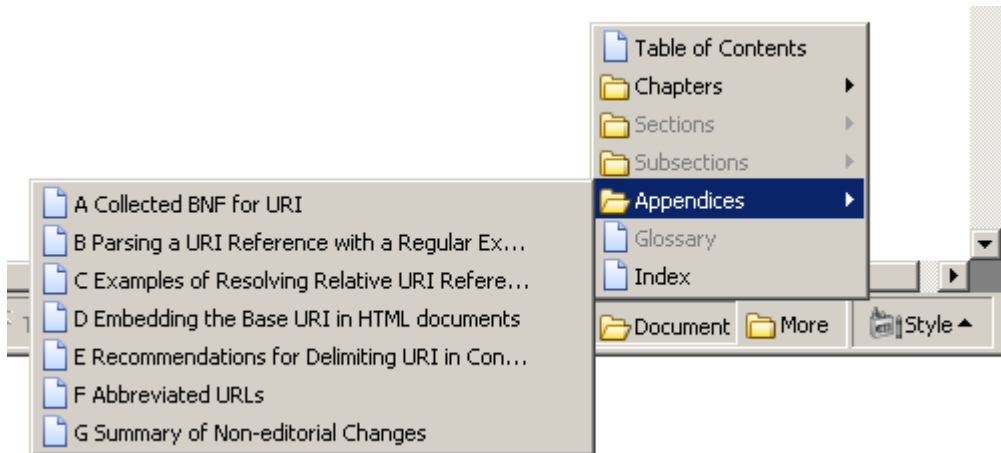 Table of Contents
Chapters
Sections
Subsections
Appendices
Glossary
Index
A Collected BNF for URI
B Parsing a URI Reference with a Regular Ex...
C Examples of Resolving Relative URI Refere...
D Embedding the Base URI in HTML documents
E Recommendations for Delimiting URI in Con...
F Abbreviated URLs
G Summary of Non-editorial Changes
Document
More
Style